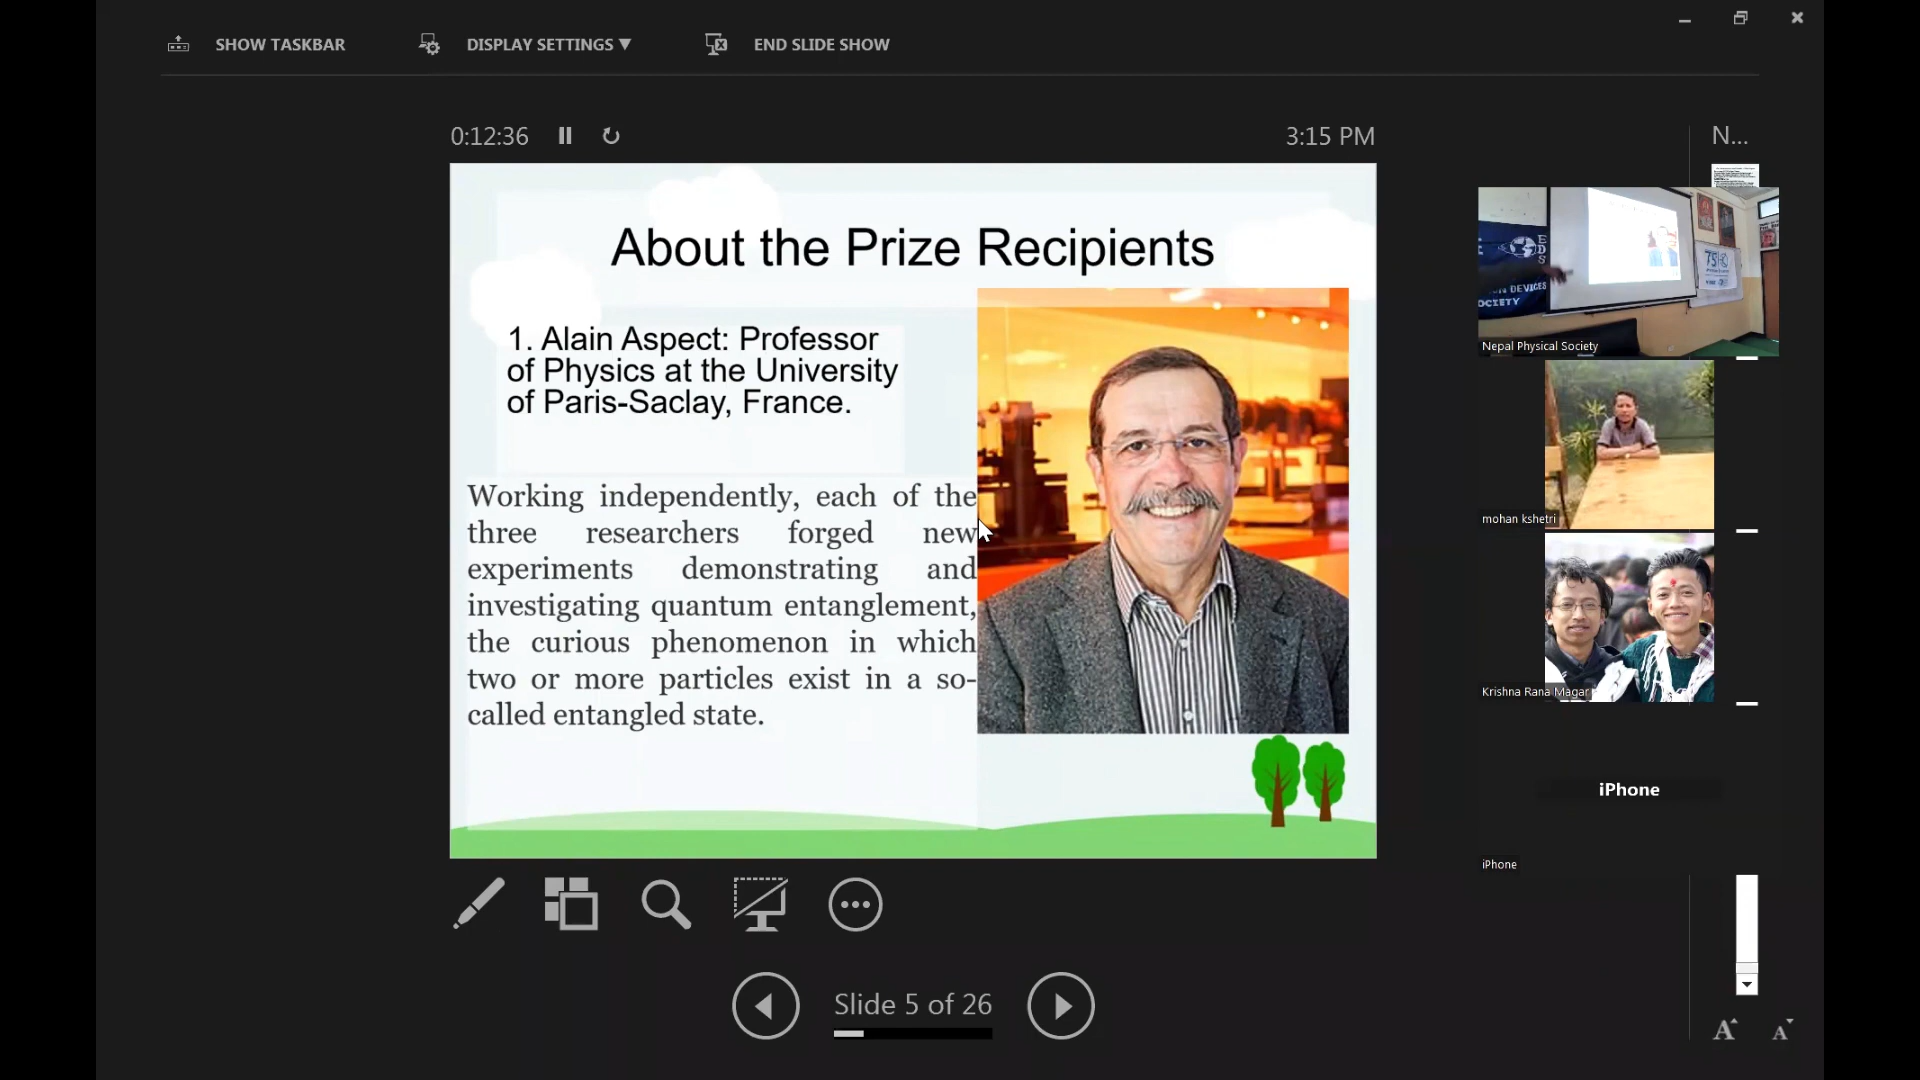 SHOW TASKBAR
DISPLAY SETTINGS ▼
END SLIDE SHOW
0:12:36
3:15 PM
N...
About the Prize Recipients
1. Alain Aspect: Professor
of Physics at the University
of Paris-Saclay, France.
Working independently, each of the
three researchers forged new
experiments demonstrating and
investigating quantum entanglement,
the curious phenomenon in which
two or more particles exist in a so-
called entangled state.
E
D
S
DEVICES
SOCIETY
75
Nepal Physical Society
mohan kshetri
Krishna Rana Magar
iPhone
iPhone
Slide 5 of 26
A A